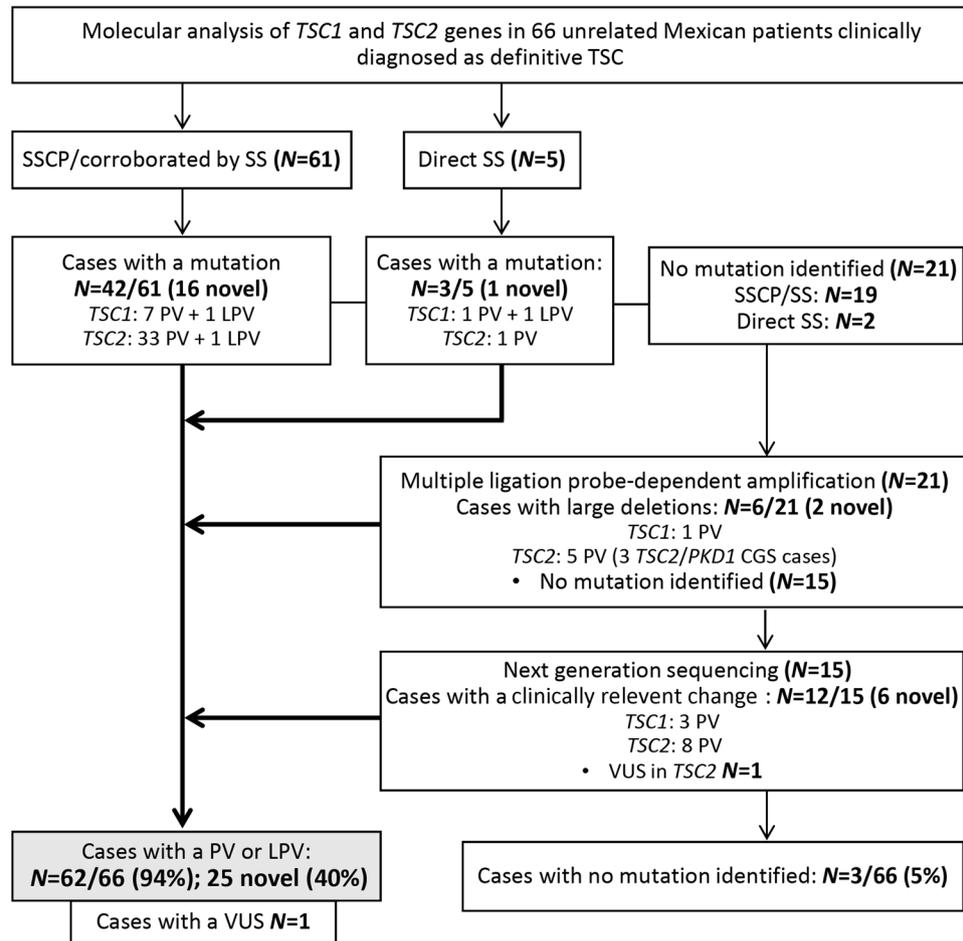 Molecular analysis of TSC1 and TSC2 genes in 66 unrelated Mexican patients clinically
diagnosed as definitive TSC
SSCP/corroborated by SS (N=61)
Direct SS (N=5)
Cases with a mutation
N=42/61 (16 novel)
TSC1: 7 PV + 1 LPV
TSC2: 33 PV + 1 LPV
Cases with a mutation:
N=3/5 (1 novel)
TSC1: 1 PV + 1 LPV
TSC2: 1 PV
No mutation identified (N=21)
SSCP/SS: N=19
Direct SS: N=2
Multiple ligation probe-dependent amplification (N=21)
Cases with large deletions: N=6/21 (2 novel)
TSC1: 1 PV
TSC2: 5 PV (3 TSC2/PKD1 CGS cases)
• No mutation identified (N=15)
Next generation sequencing (N=15)
Cases with a clinically relevent change : N=12/15 (6 novel)
TSC1: 3 PV
TSC2: 8 PV
• VUS in TSC2 N=1
Cases with a PV or LPV:
N=62/66 (94%); 25 novel (40%)
Cases with a VUS N=1
Cases with no mutation identified: N=3/66 (5%)